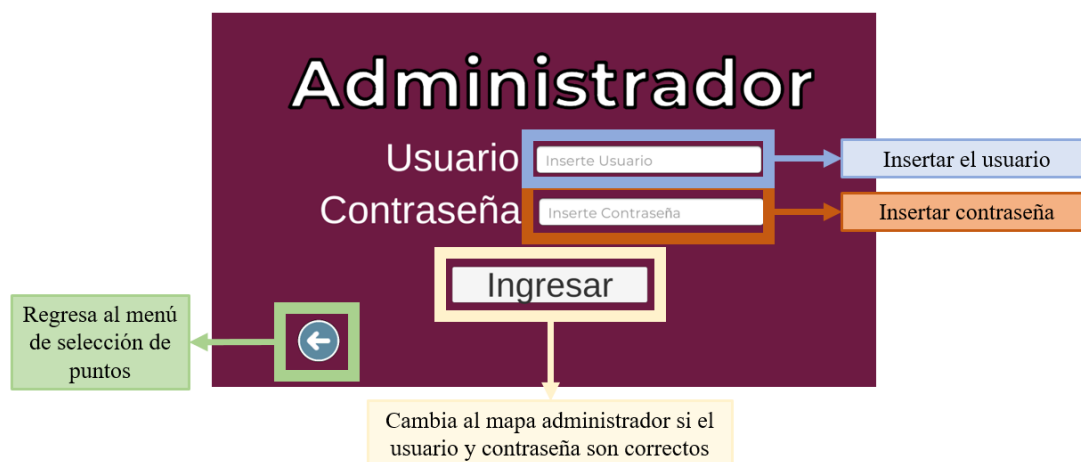 Administrador
Usuario
Inserte Usuario
Insertar el usuario
Contraseña
Inserte Contraseña
Insertar contraseña
Ingresar
Regresa al menú
de selección de
puntos
Cambia al mapa administrador si el
usuario y contraseña son correctos